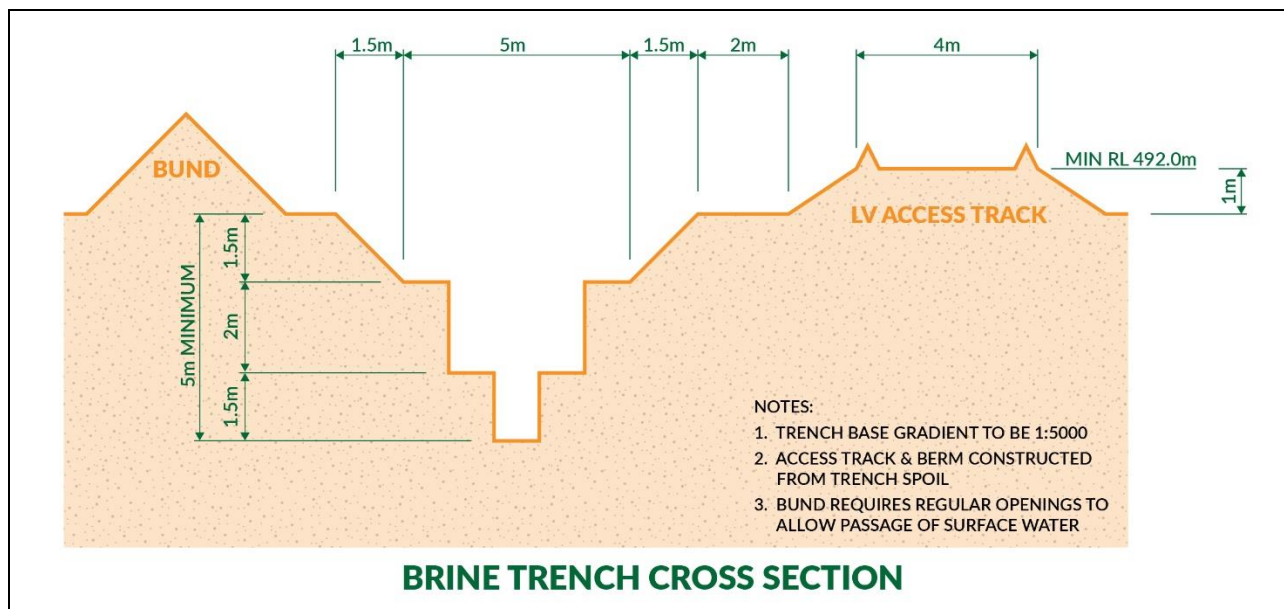 1.5m
5m
1.5m
2m
4m
BUND
MIN RL 492.0m
1m
LV ACCESS TRACK
5m MINIMUM
1.5m
2m
1.5m
NOTES:
1. TRENCH BASE GRADIENT TO BE 1:5000
2. ACCESS TRACK & BERM CONSTRUCTED
FROM TRENCH SPOIL
3. BUND REQUIRES REGULAR OPENINGS TO
ALLOW PASSAGE OF SURFACE WATER
BRINE TRENCH CROSS SECTION